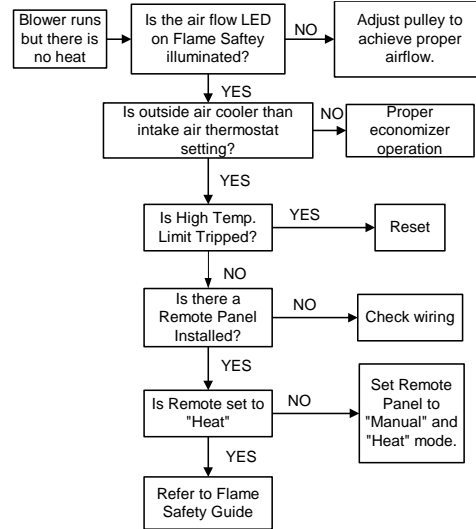 Blower runs
but there is
no heat
Is the air flow LED
on Flame Saftey
illuminated?
NO
Adjust pulley to
achieve proper
airflow.
YES
Is outside air cooler than
intake air thermostat
setting?
NO
Proper
economizer
operation
YES
Is High Temp.
Limit Tripped?
YES
Reset
NO
Is there a
Remote Panel
Installed?
NO
Check wiring
YES
Is Remote set to
"Heat"
NO
Set Remote
Panel to
"Manual" and
"Heat" mode.
YES
Refer to Flame
Safety Guide